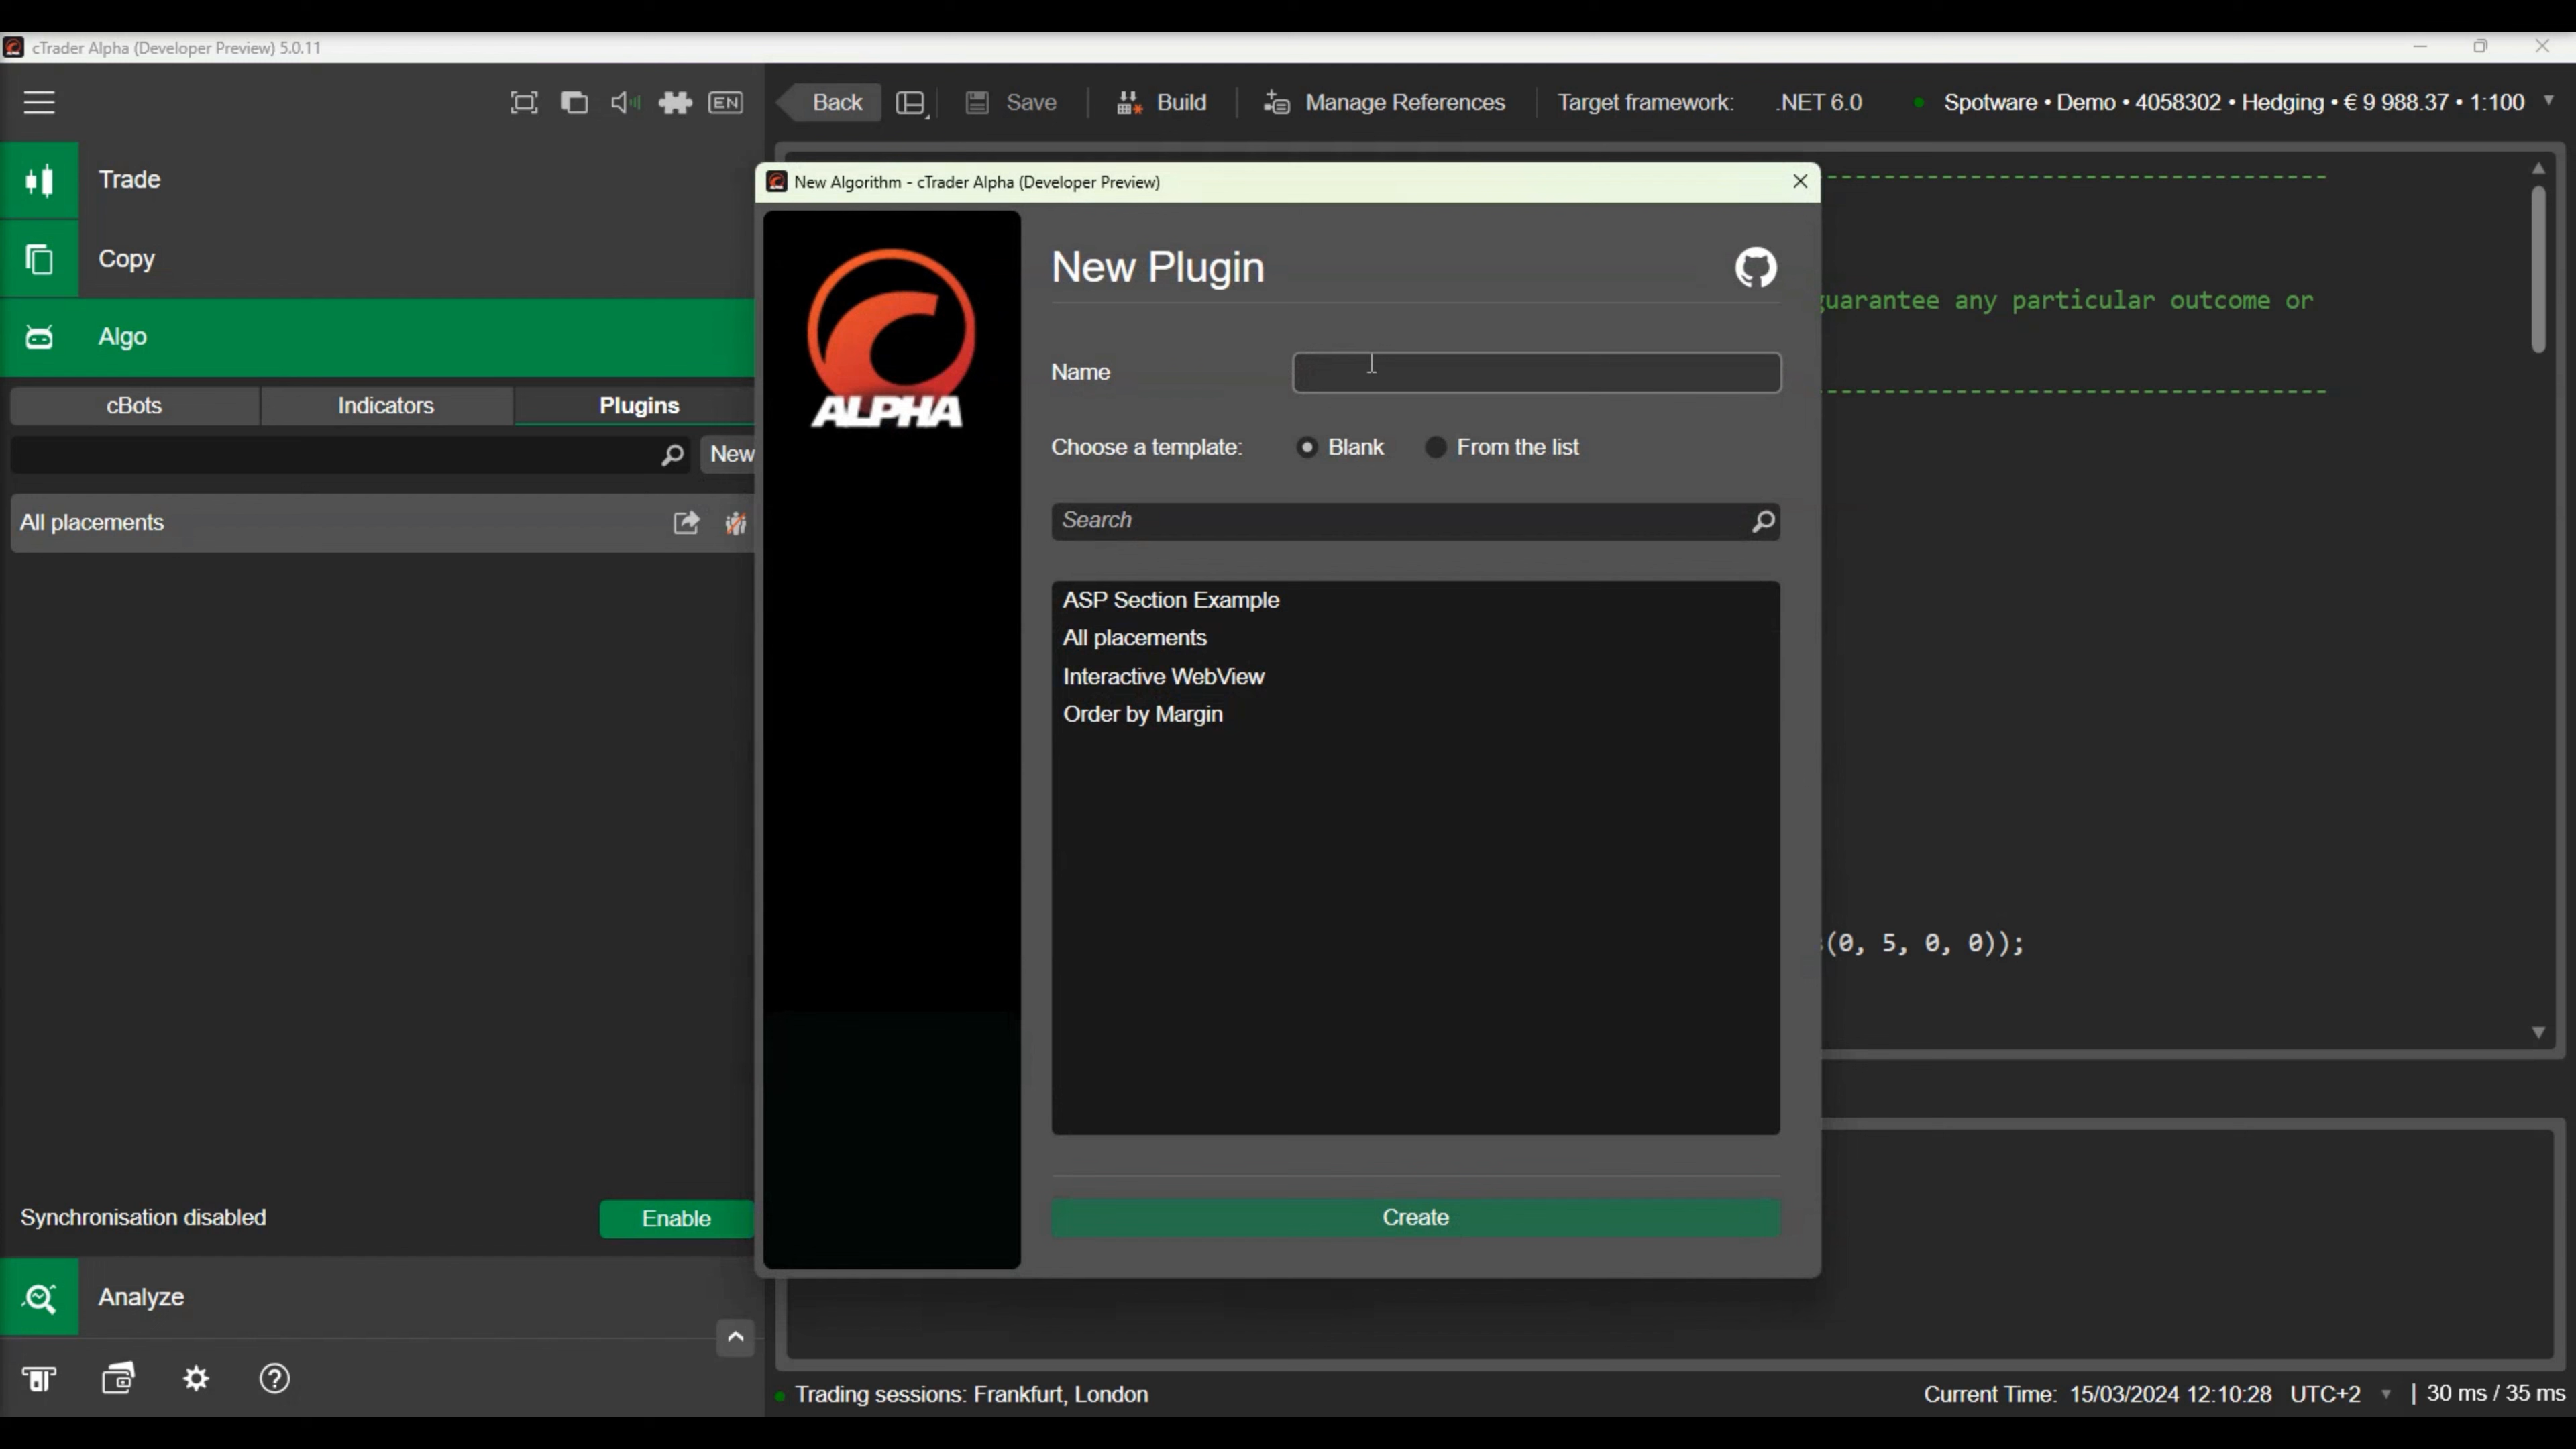 cTrader Alpha (Developer Preview) 5.0.11
EN
Back
Save
Build
Manage References
Target framework:
.NET 6.0
Spotware • Demo • 4058302 • Hedging • € 9 988.37 • 1:100
Trade
Copy
Algo
cBots
Indicators
Plugins
New
All placements
Synchronisation disabled
Enable
Analyze
New Algorithm - cTrader Alpha (Developer Preview)
ALPHA
New Plugin
Name
Choose a template:
Blank
From the list
Search
ASP Section Example
All placements
Interactive WebView
Order by Margin
Create
guarantee any particular outcome or
(0, 5, 0, 0));
Trading sessions: Frankfurt, London
Current Time: 15/03/2024 12:10:28 UTC+2
| 30 ms / 35 ms